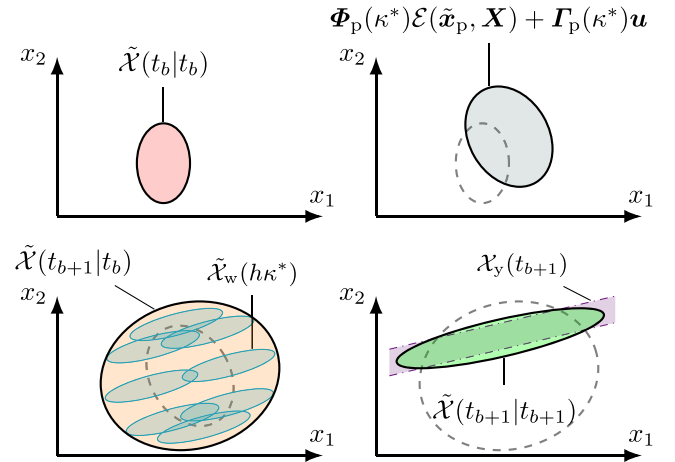 x₂
𝒳̃(t_b|t_b)
x₁
𝜱_p(κ*)ℰ(x̃_p, X) + 𝜞_p(κ*)u
x₂
x₁
𝒳̃(t_{b+1}|t_b)
𝒳̃_w(hκ*)
x₂
x₁
𝒳_y(t_{b+1})
x₂
𝒳̃(t_{b+1}|t_{b+1})
x₁